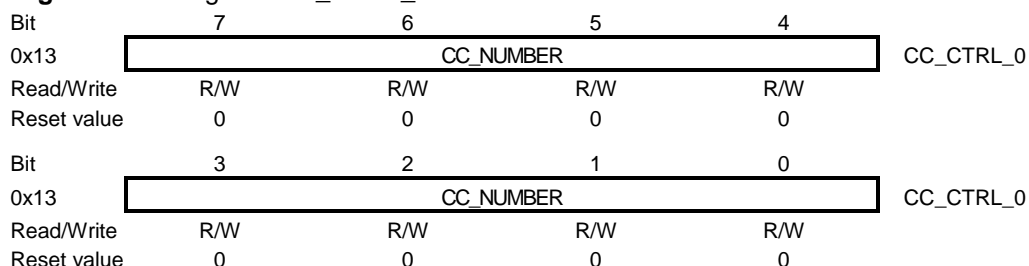 Bit 7 6 5 4
0x13 CC_NUMBER CC_CTRL_0
Read/Write R/W R/W R/W R/W
Reset value 0 0 0 0
Bit 3 2 1 0
0x13 CC_NUMBER CC_CTRL_0
Read/Write R/W R/W R/W R/W
Reset value 0 0 0 0